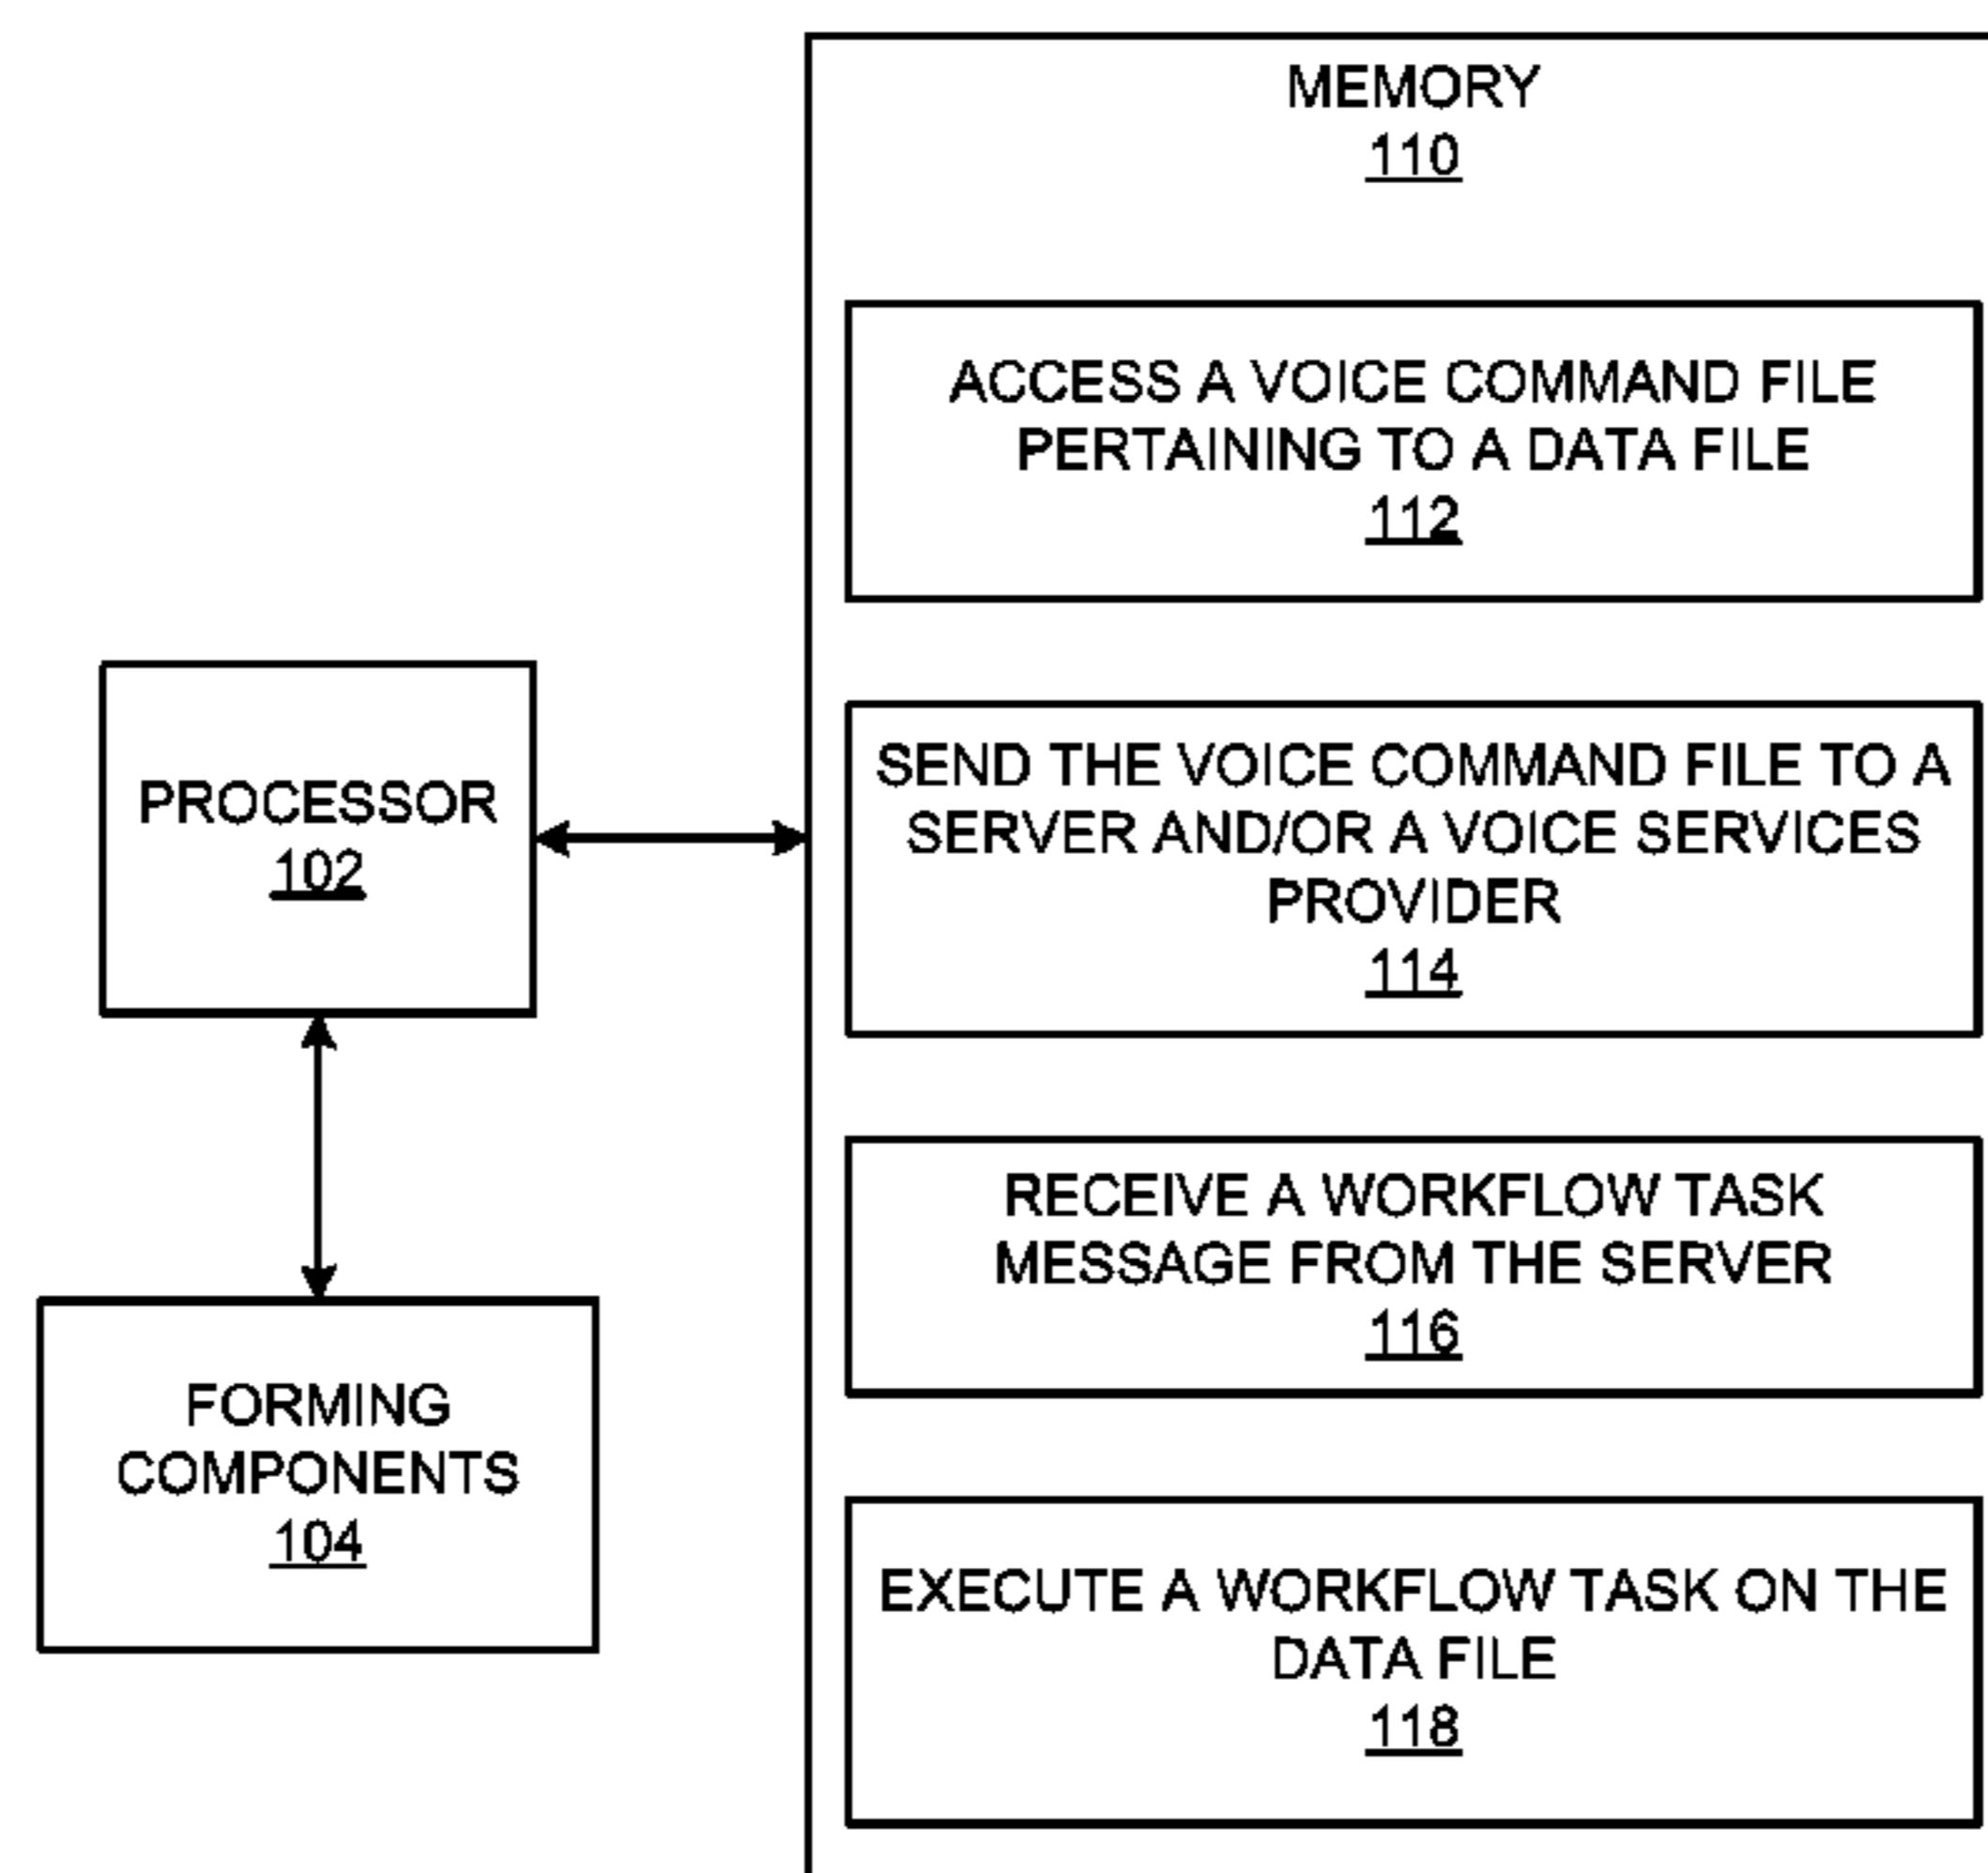 MEMORY
110
ACCESS A VOICE COMMAND FILE
PERTAINING TO A DATA FILE
112
SEND THE VOICE COMMAND FILE TO A
SERVER AND/OR A VOICE SERVICES
PROVIDER
114
RECEIVE A WORKFLOW TASK
MESSAGE FROM THE SERVER
116
EXECUTE A WORKFLOW TASK ON THE
DATA FILE
118
PROCESSOR
102
FORMING
COMPONENTS
104